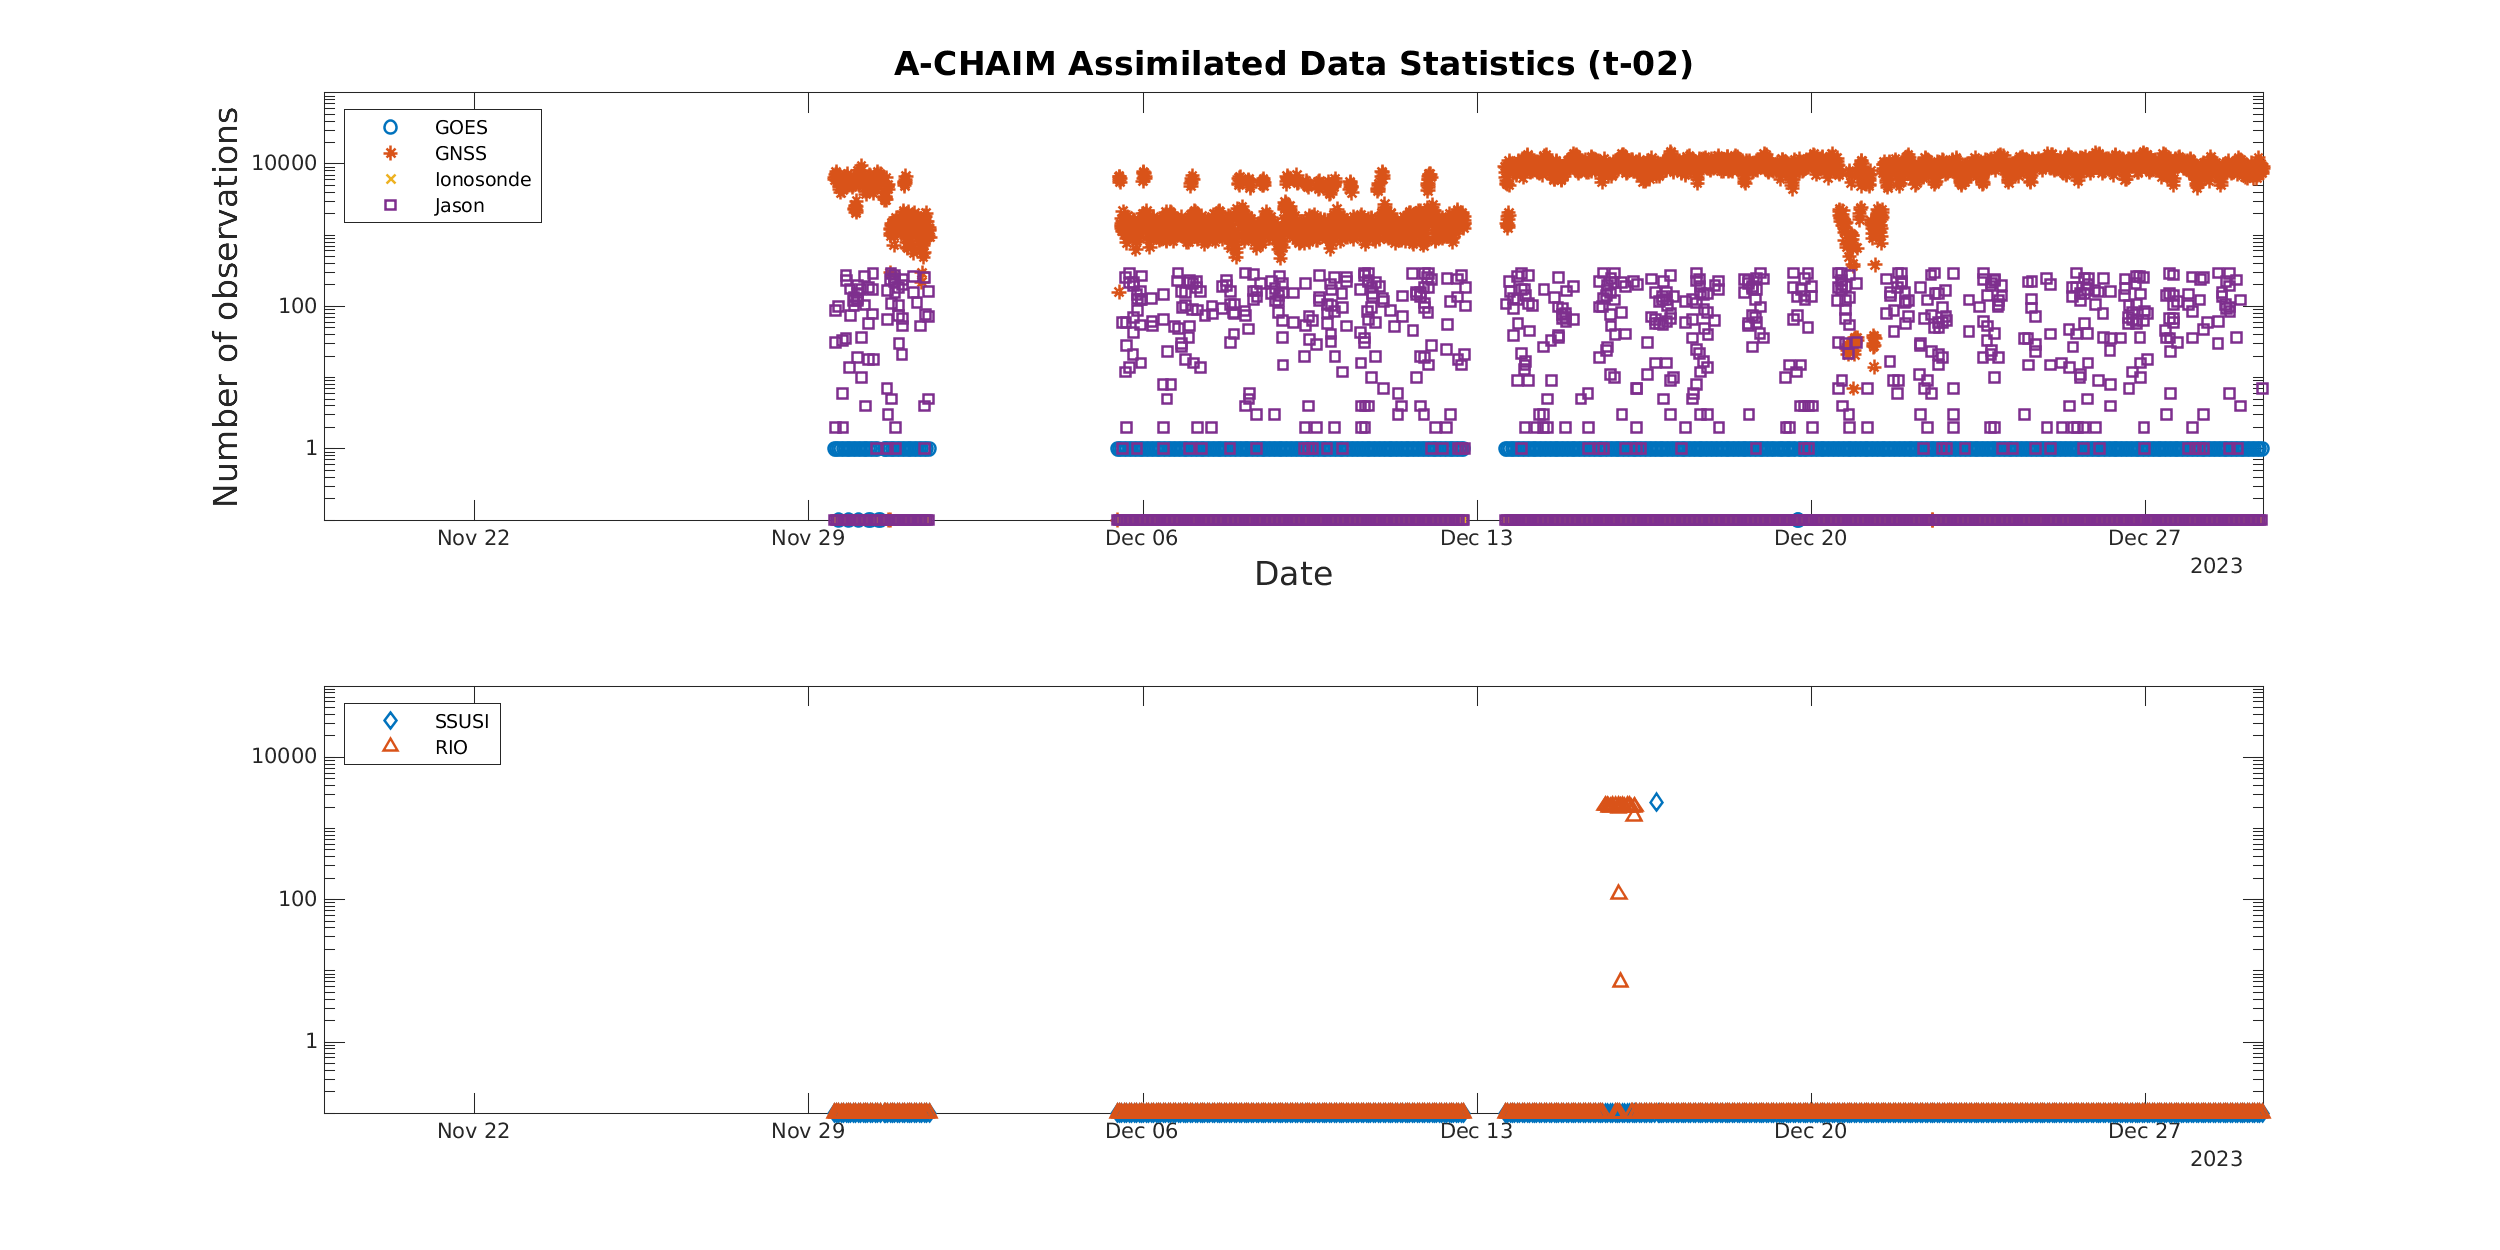 A-CHAIM Assimilated Data Statistics (t-02)
Number of observations
10000
100
1
GOES
GNSS
Ionosonde
Jason
Nov 22
Nov 29
Dec 06
Dec 13
Dec 20
Dec 27
2023
Date
10000
100
1
SSUSI
RIO
Nov 22
Nov 29
Dec 06
Dec 13
Dec 20
Dec 27
2023